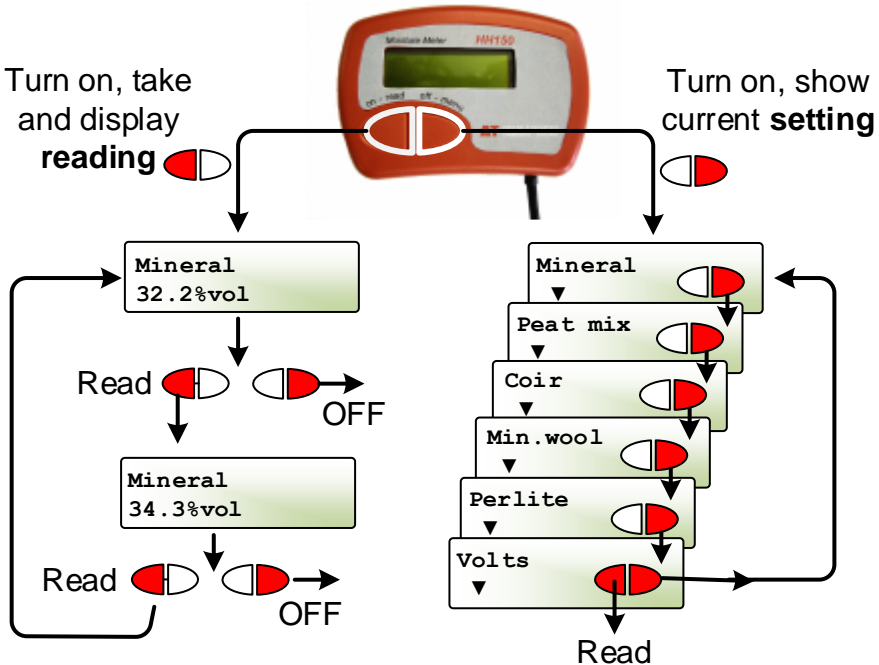 Moisture Meter HH150
on - read off - menu
ΔT
Turn on, take
and display
reading
Turn on, show
current setting
Mineral
32.2%vol
Read
OFF
Mineral
34.3%vol
Read
OFF
Mineral
Peat mix
Coir
Min.wool
Perlite
Volts
Read